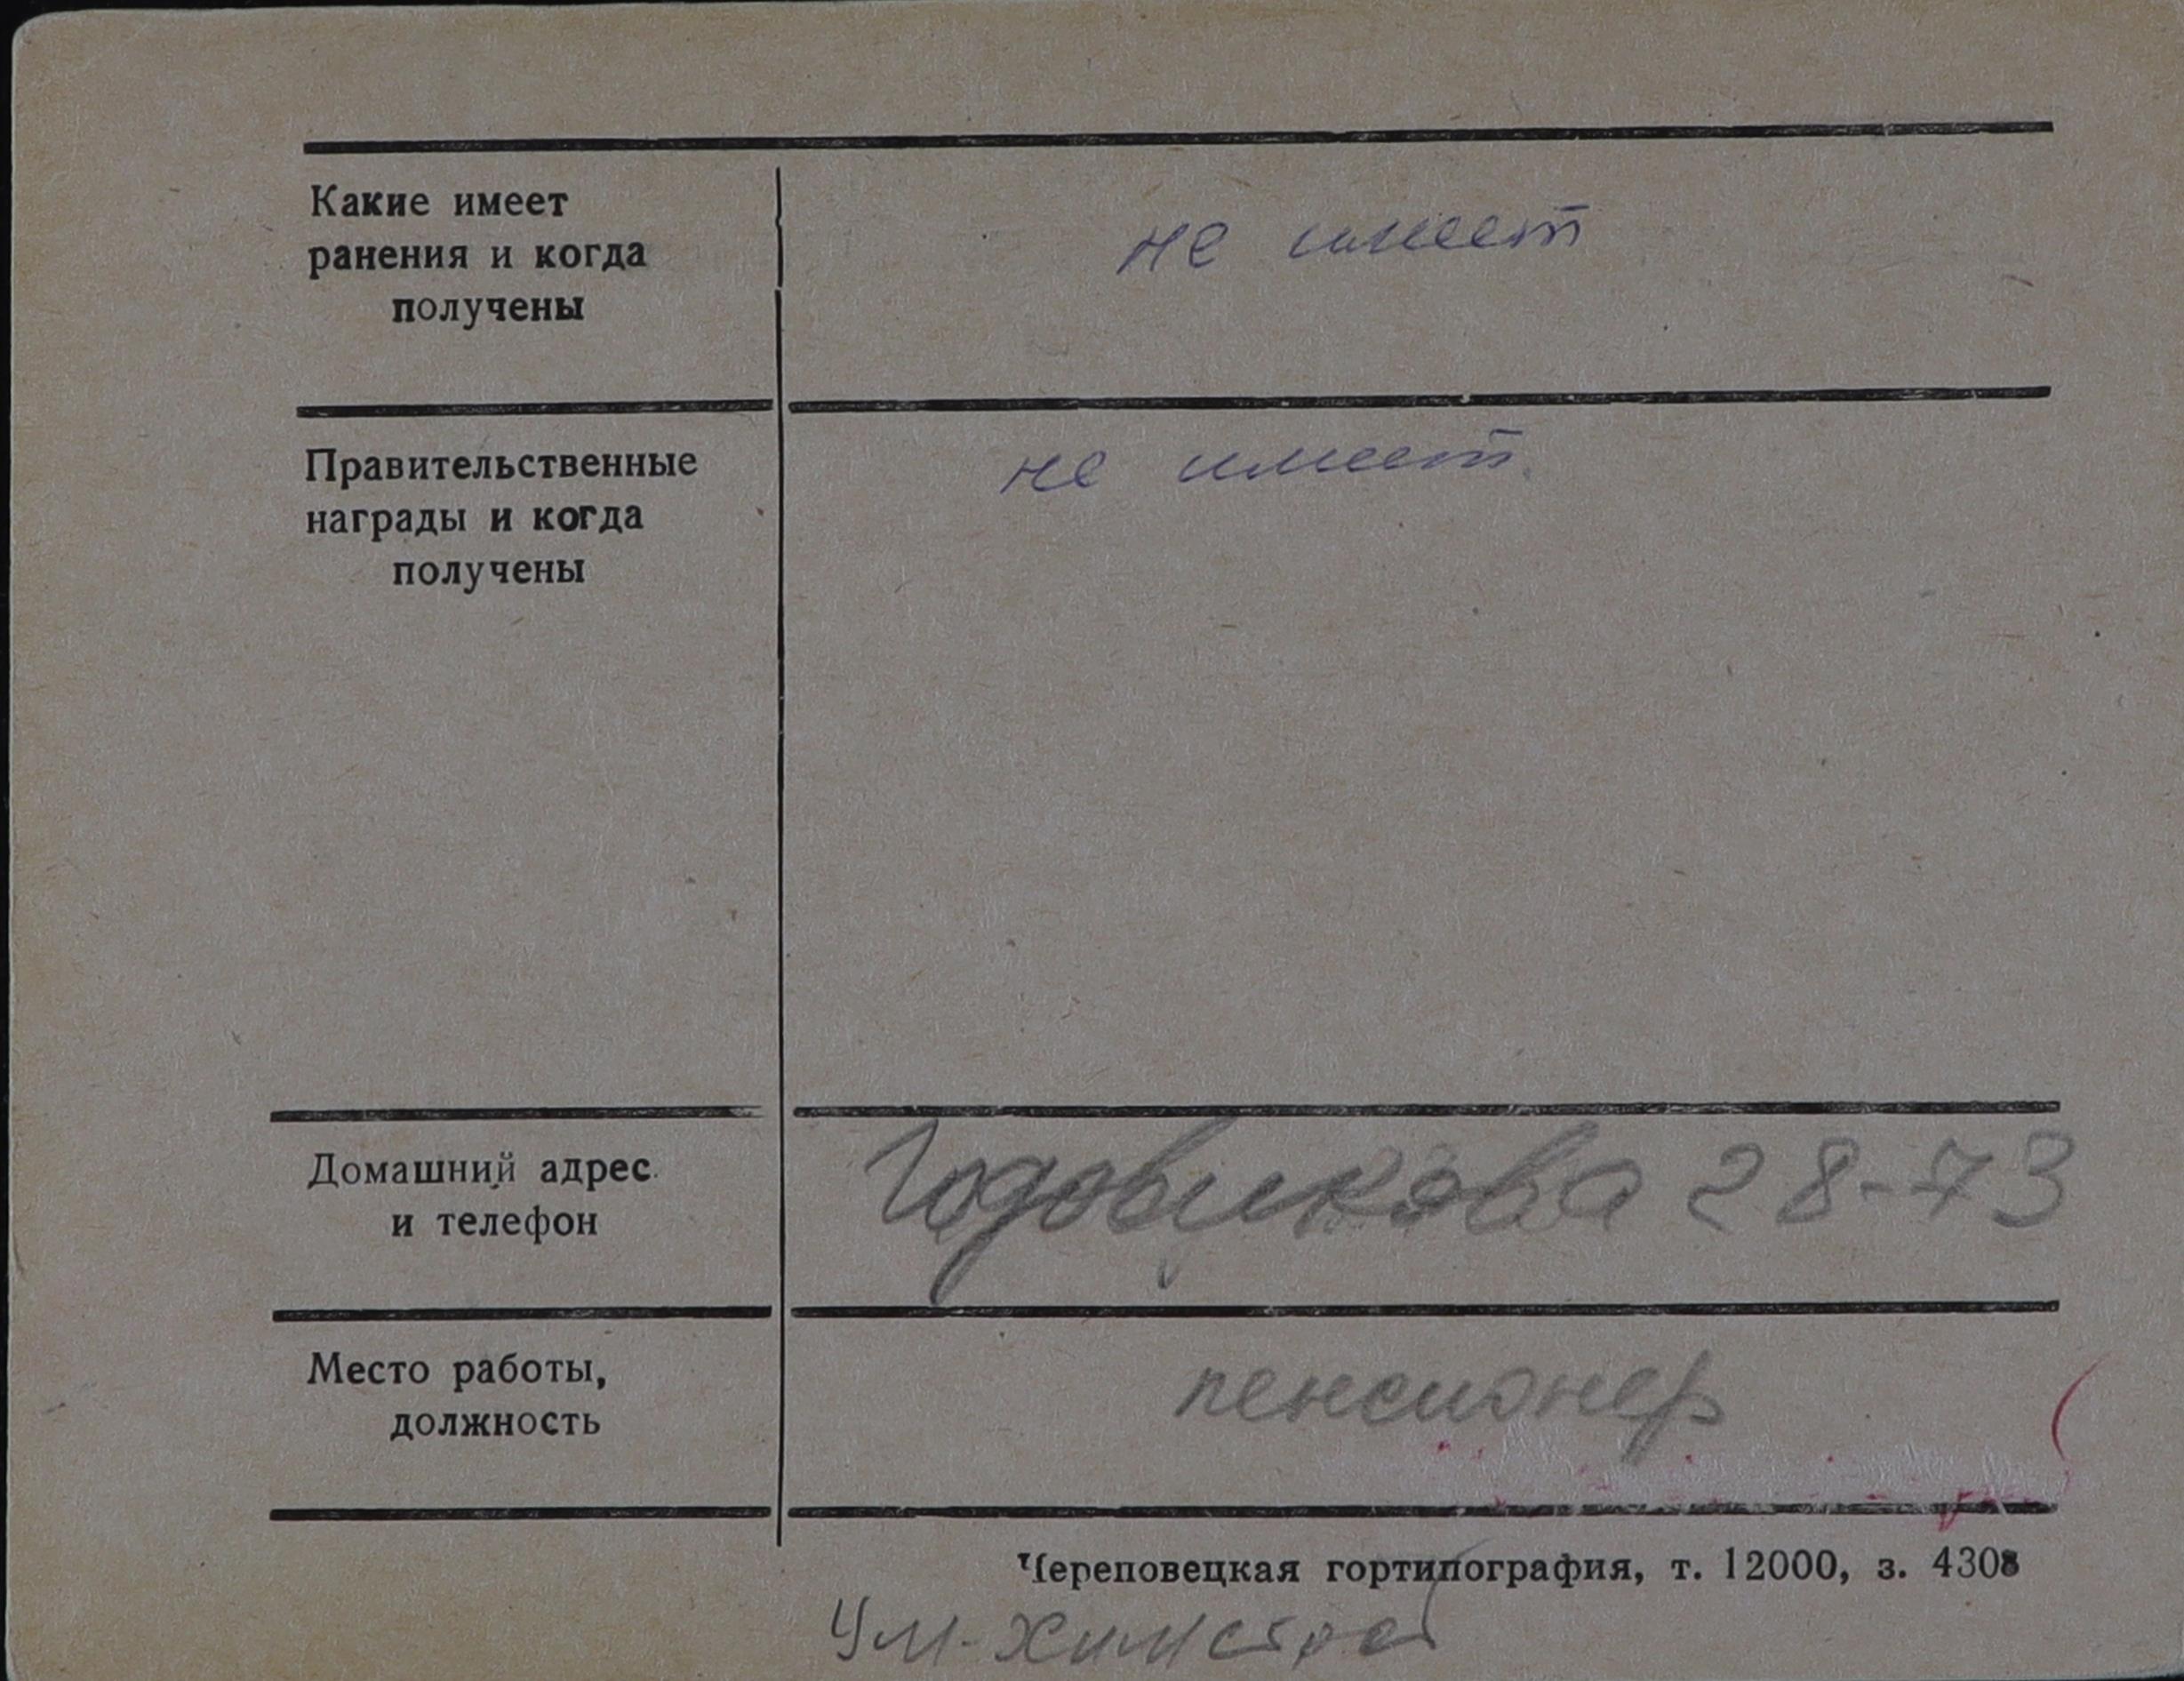 Какие имеет
ранения и когда
получены
не имеет
Правительственные
награды и когда
получены
не имеет
Домашний адрес
и телефон
Годовикова 28-73
Место работы,
должность
пенсионер
Череповецкая гортипография, т. 12000, з. 4308
УМ-Химстрой